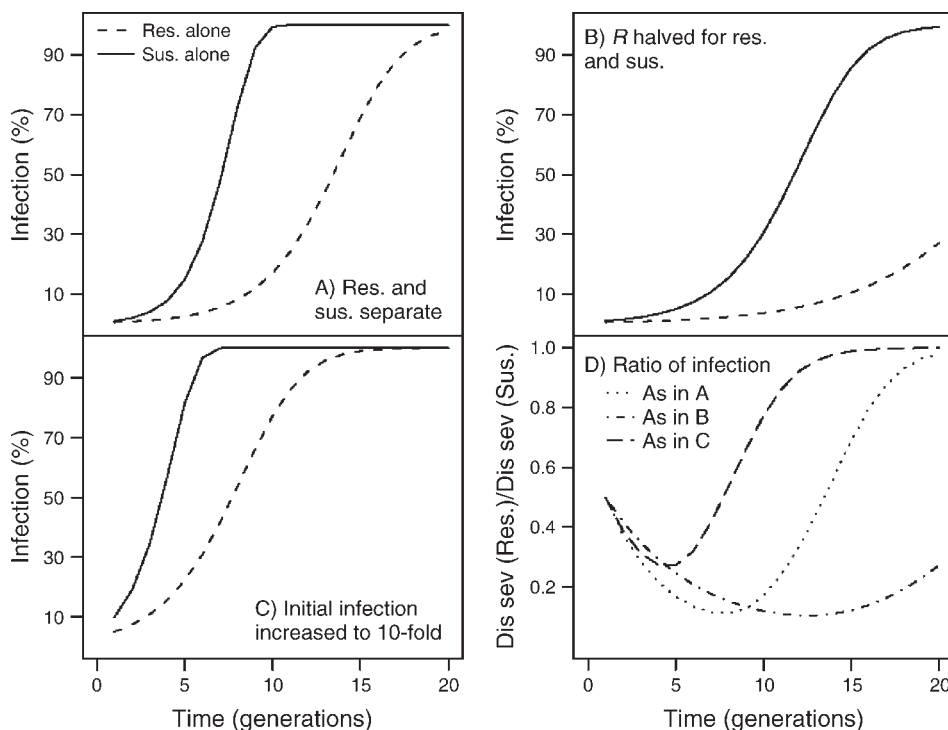 Res. alone
Sus. alone
90
70
50
30
10
Infection (%)
A) Res. and
sus. separate
B) R halved for res.
and sus.
90
70
50
30
10
Infection (%)
90
70
50
30
10
Infection (%)
C) Initial infection
increased to 10-fold
0
5
10
15
20
Time (generations)
D) Ratio of infection
As in A
As in B
As in C
1.0
0.8
0.6
0.4
0.2
Dis sev (Res.)/Dis sev (Sus.)
0
5
10
15
20
Time (generations)